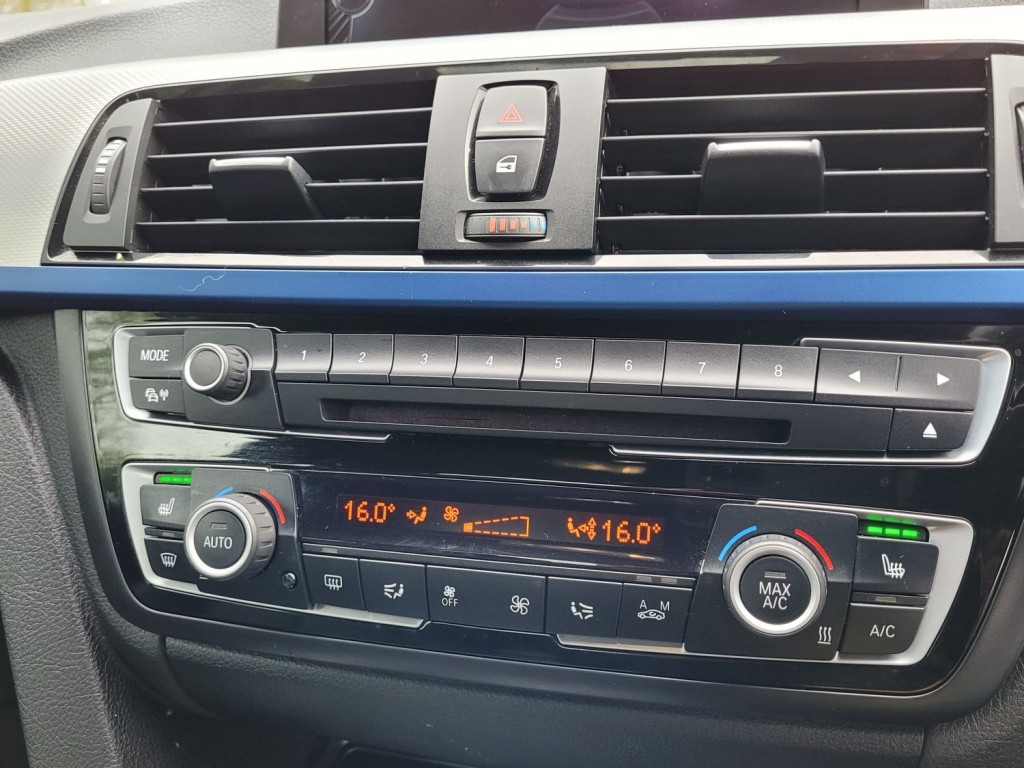 MODE
1 2 3 4 5 6 7 8
16.0° 16.0°
AUTO
OFF
A M
MAX
A/C
A/C